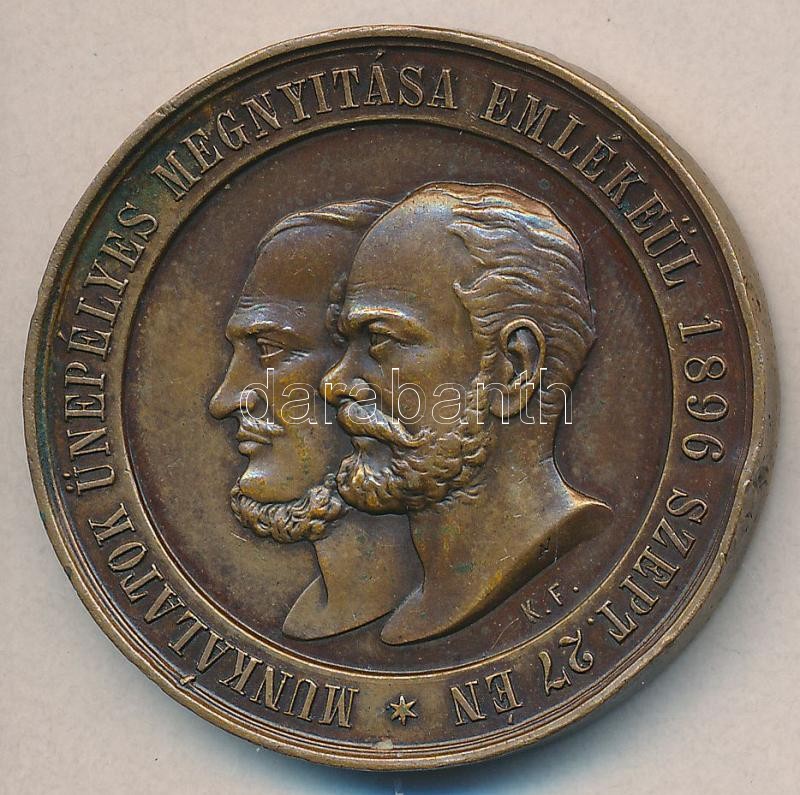 MUNKÁLATOK ÜNEPÉLYES MEGNYITÁSA EMLÉKEÜL 1896 SZEPT. 27 ÉN
K. F.
darabanth